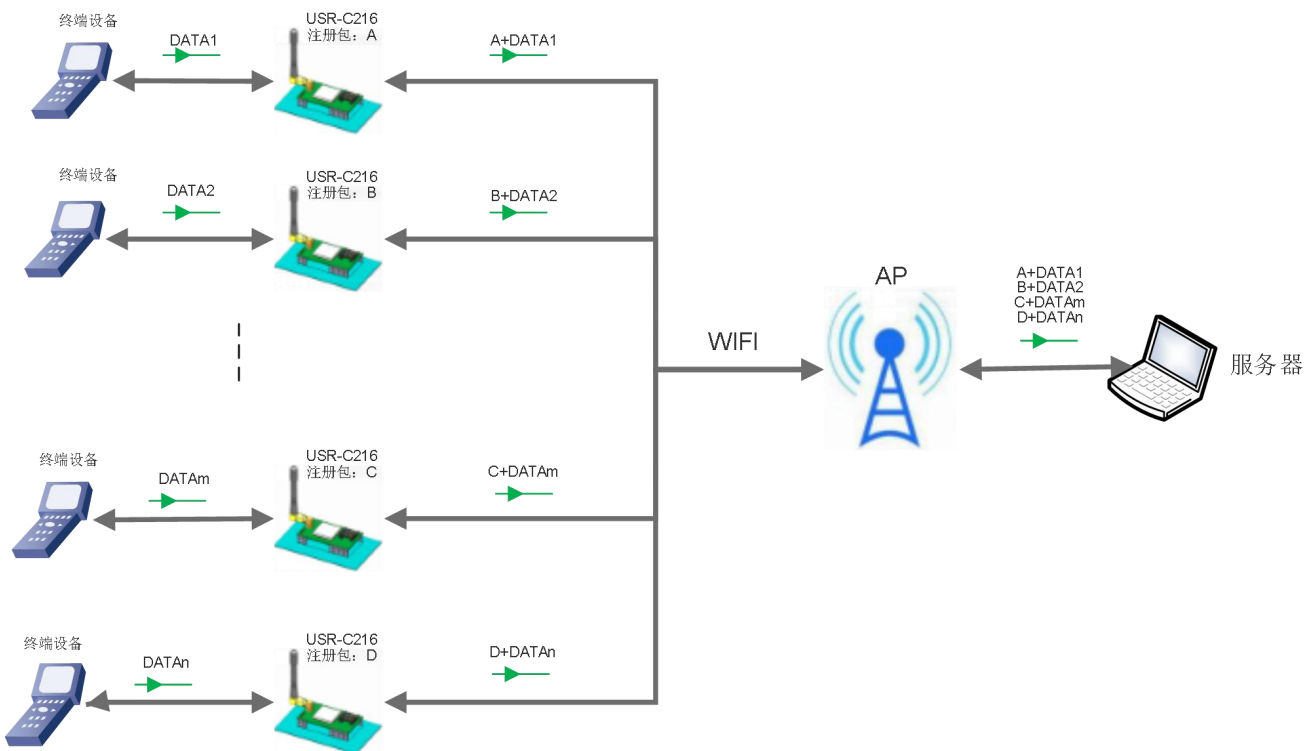 终端设备
DATA1
USR-C216
注册包：A
A+DATA1
终端设备
DATA2
USR-C216
注册包：B
B+DATA2
WIFI
AP
A+DATA1
B+DATA2
C+DATAm
D+DATAn
服务器
终端设备
DATAm
USR-C216
注册包：C
C+DATAm
终端设备
DATAn
USR-C216
注册包：D
D+DATAn